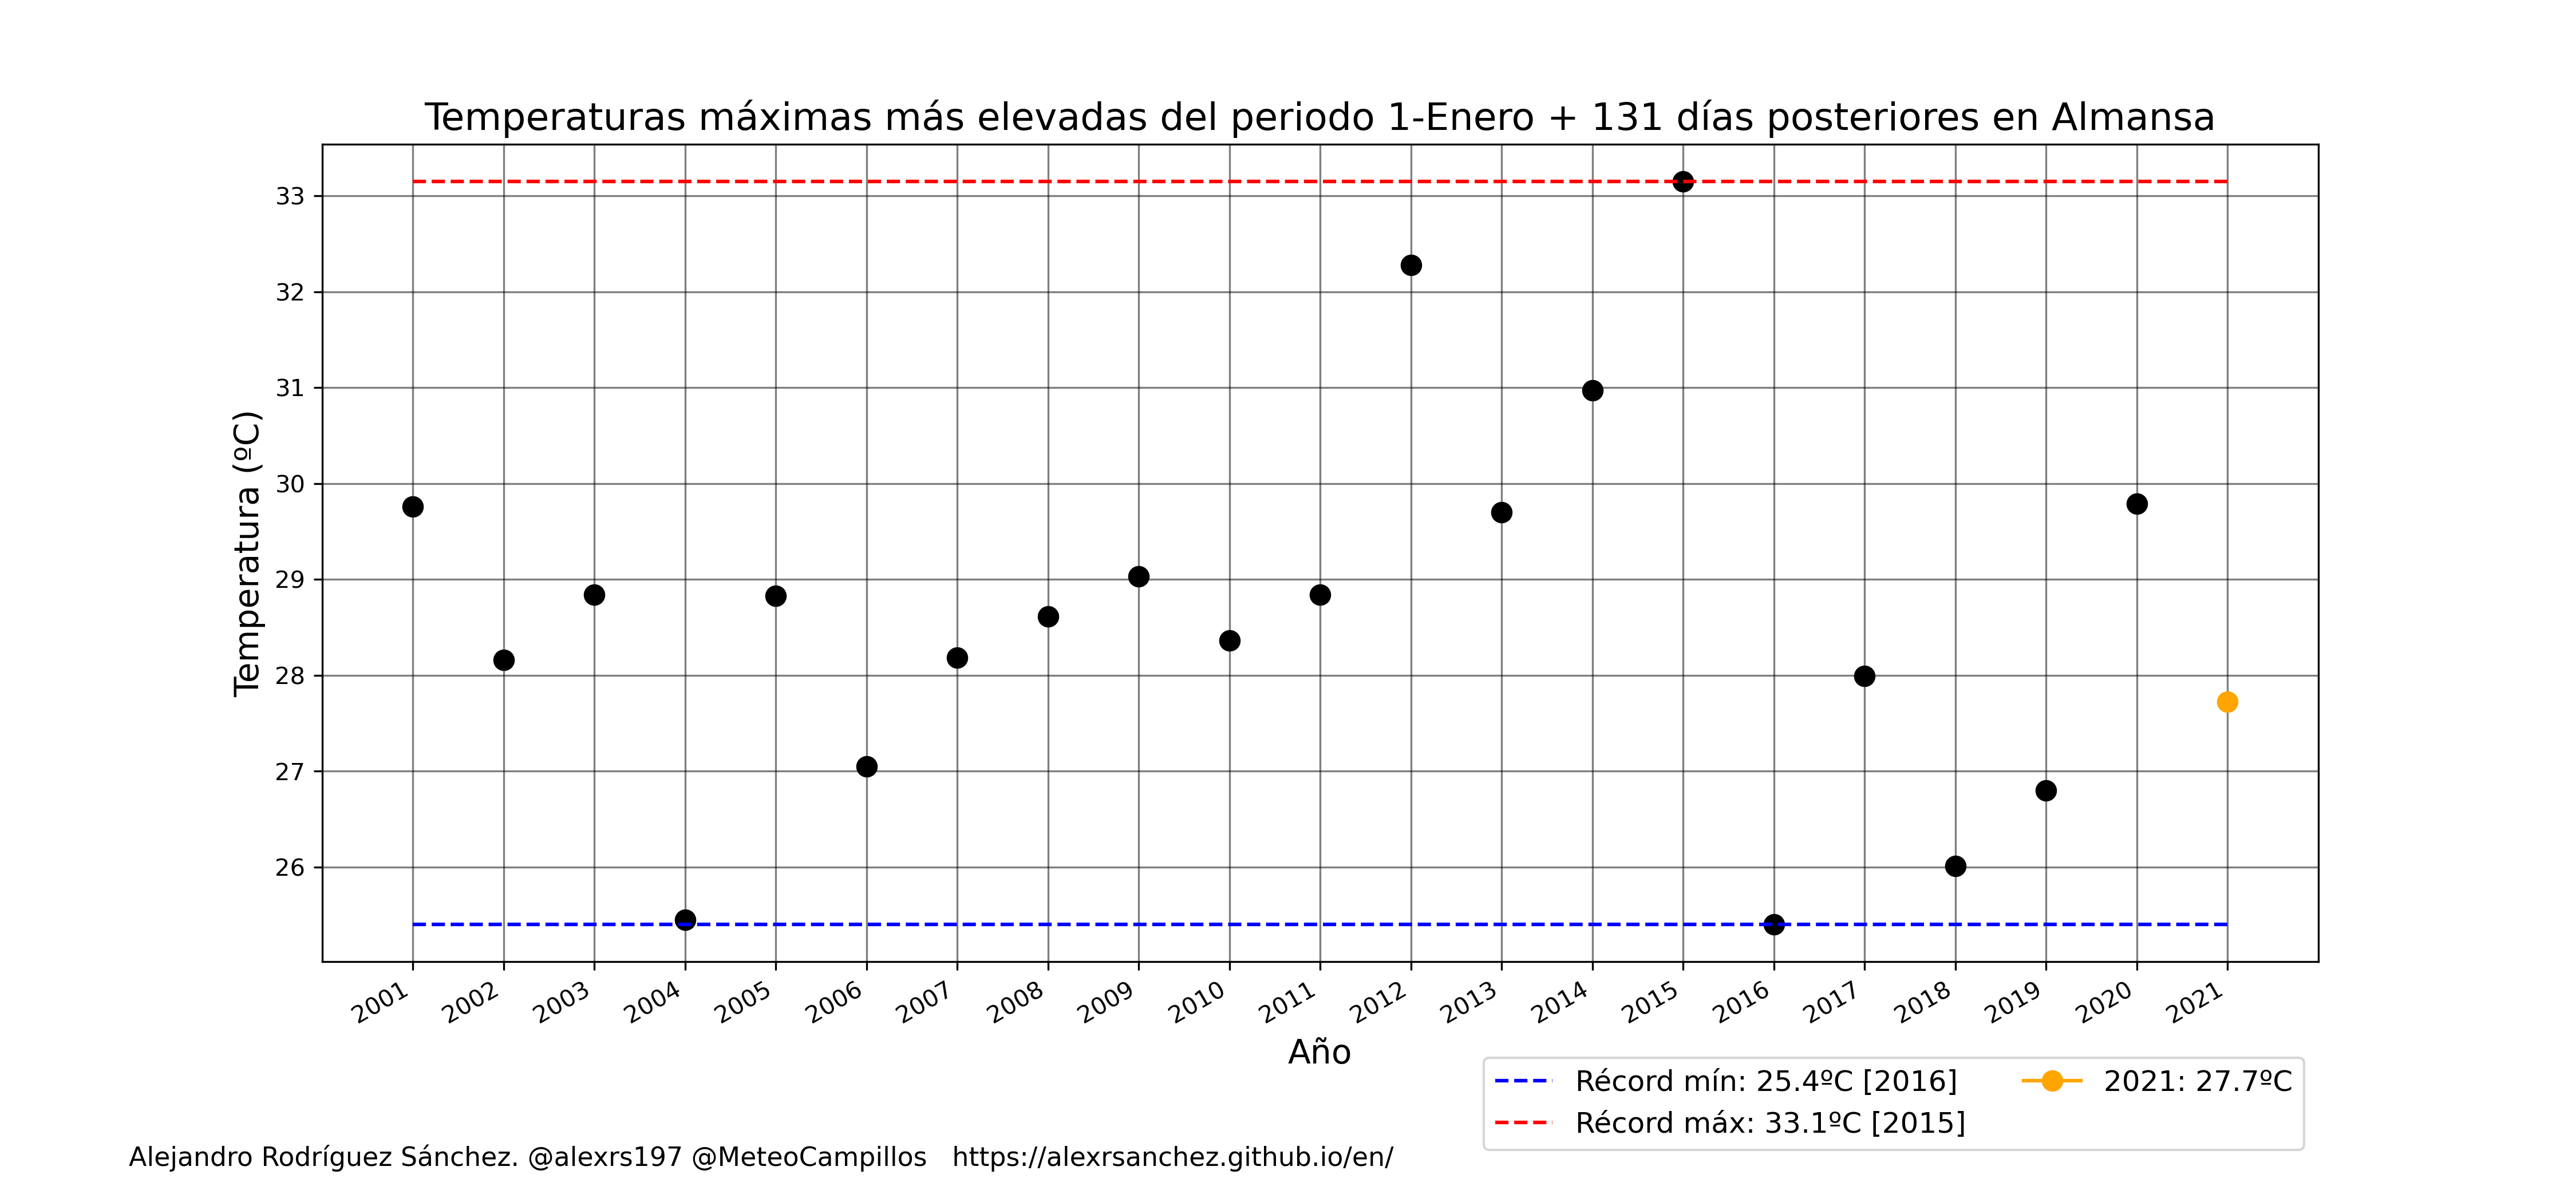 Temperaturas máximas más elevadas del periodo 1-Enero + 131 días posteriores en Almansa
Temperatura (ºC)
33
32
31
30
29
28
27
26
2001 2002 2003 2004 2005 2006 2007 2008 2009 2010 2011 2012 2013 2014 2015 2016 2017 2018 2019 2020 2021
Año
Récord mín: 25.4ºC [2016] 2021: 27.7ºC
Récord máx: 33.1ºC [2015]
Alejandro Rodríguez Sánchez. @alexrs197 @MeteoCampillos https://alexrsanchez.github.io/en/